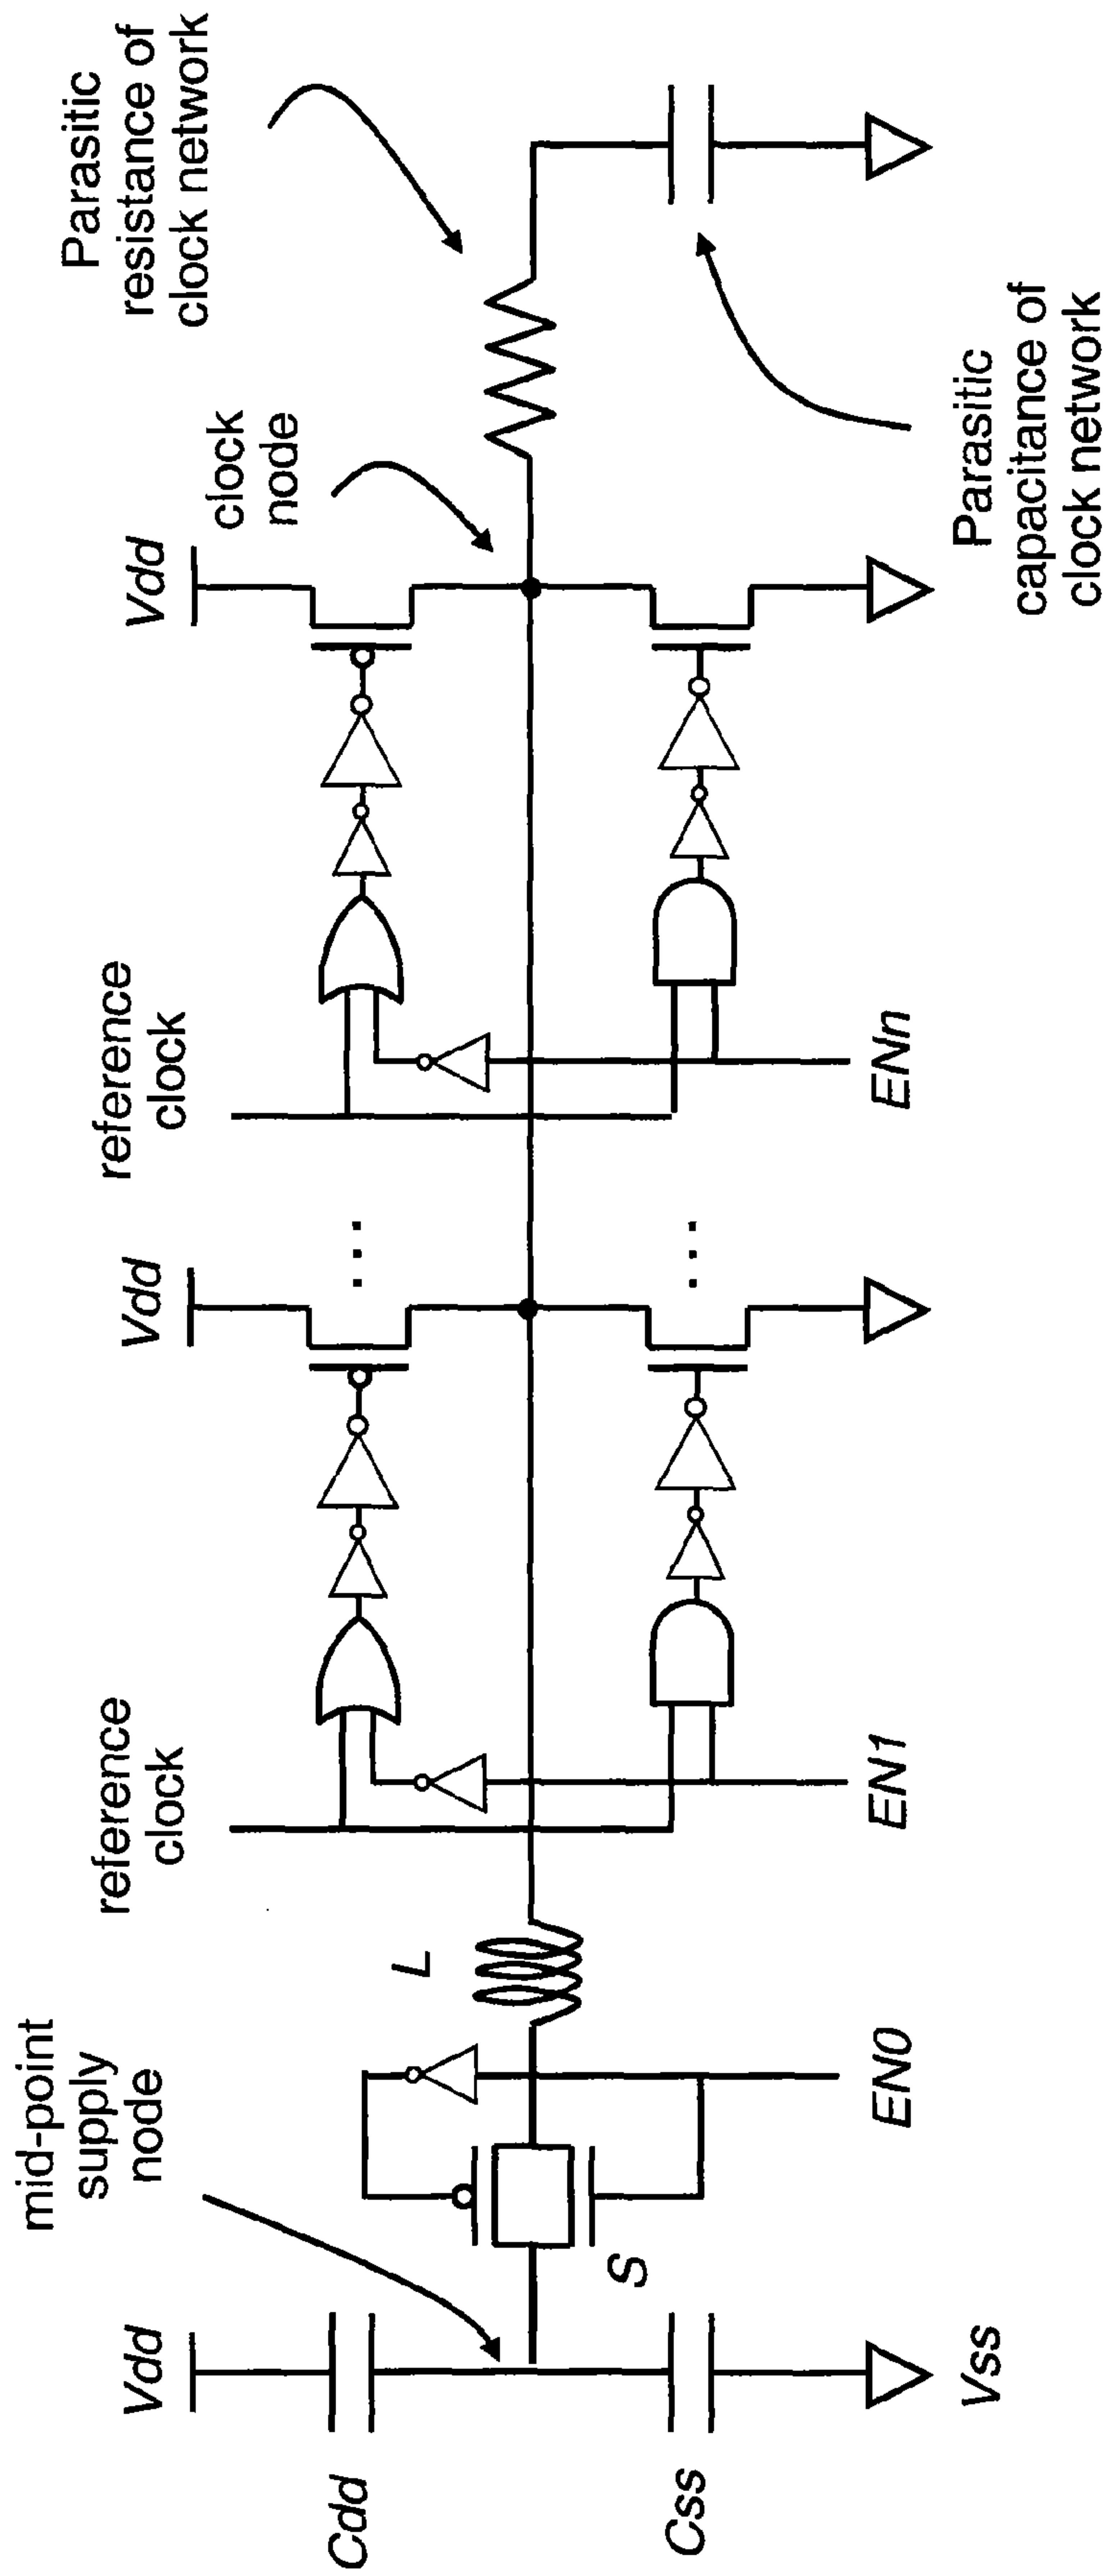 Vdd
Cdd
Css
Vss
mid-point
supply
node
S
EN0
L
reference
clock
EN1
Vdd
...
...
reference
clock
ENn
Vdd
clock
node
Parasitic
resistance of
clock network
Parasitic
capacitance of
clock network